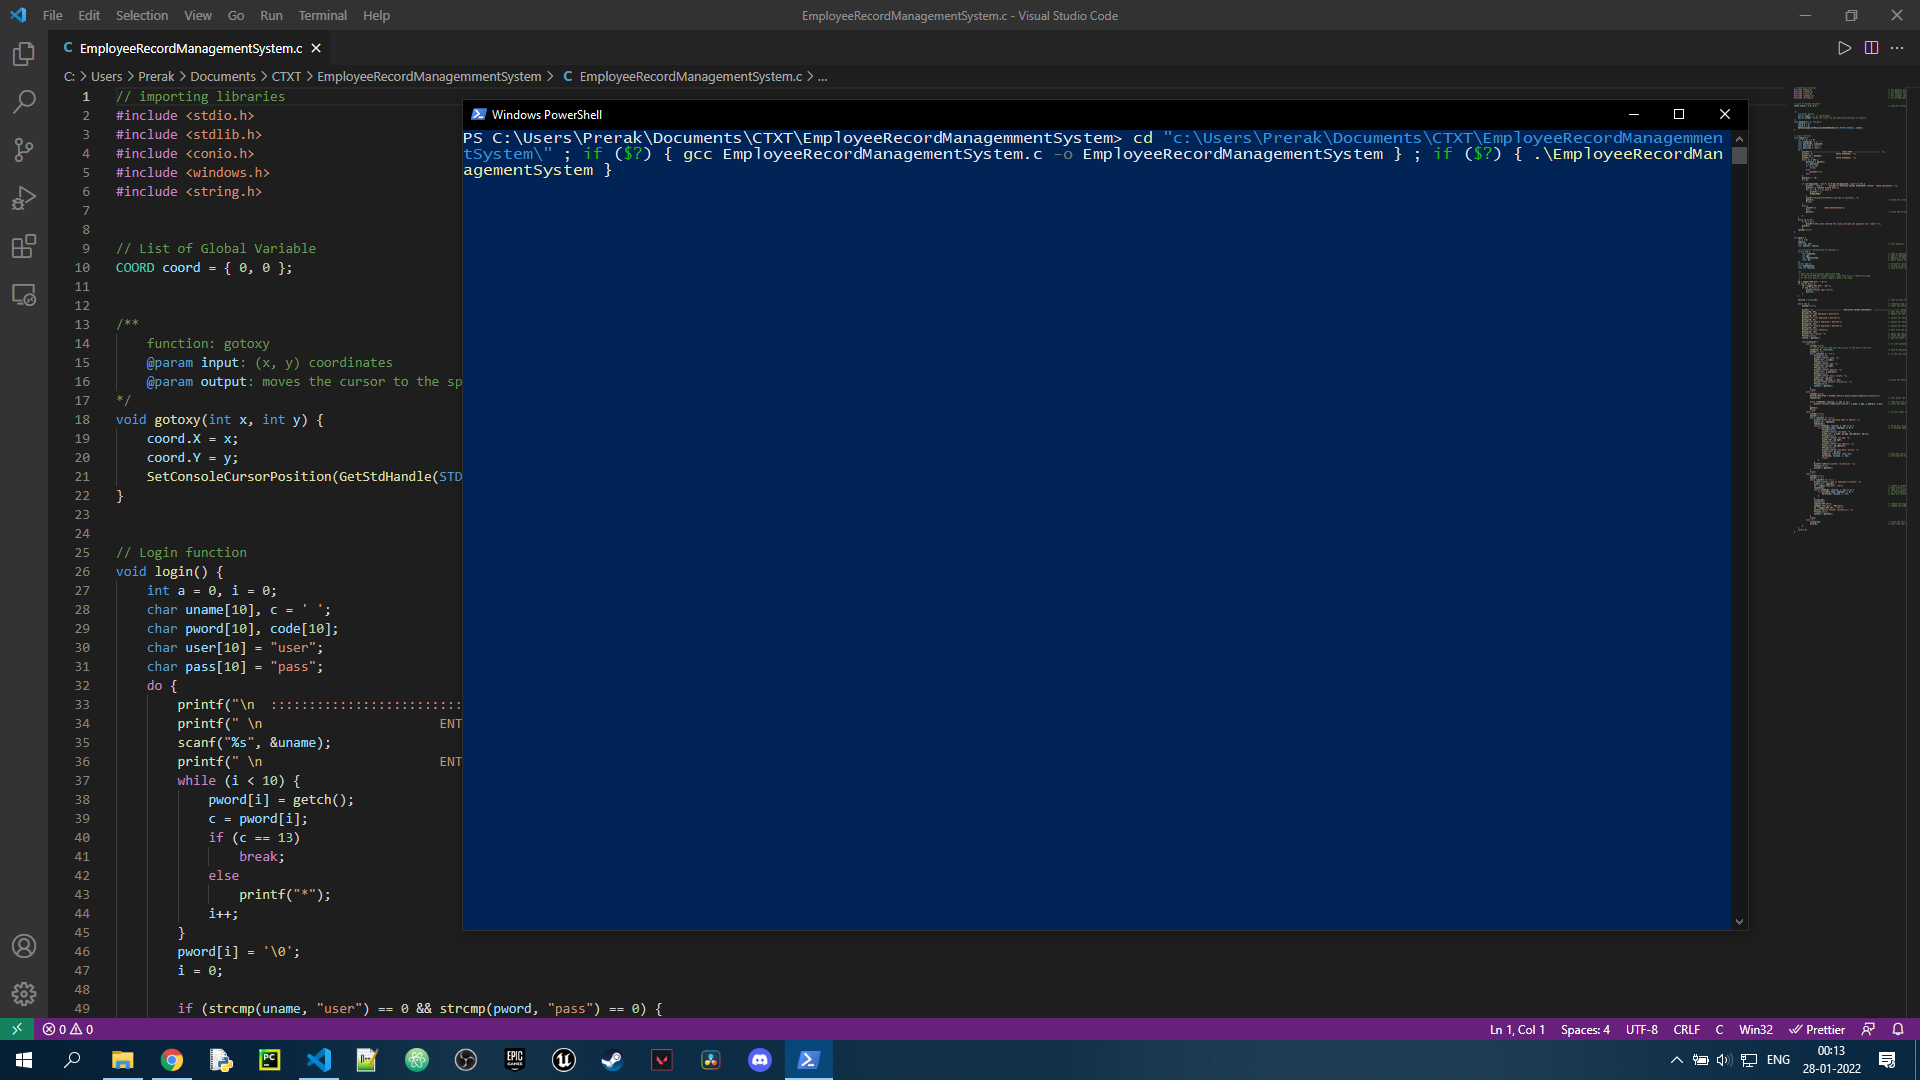 File Edit Selection View Go Run Terminal Help
EmployeeRecordManagementSystem.c - Visual Studio Code
C EmployeeRecordManagementSystem.c
C: > Users > Prerak > Documents > CTXT > EmployeeRecordManagemmentSystem > C EmployeeRecordManagementSystem.c > ...
1 // importing libraries
2 #include <stdio.h>
3 #include <stdlib.h>
4 #include <conio.h>
5 #include <windows.h>
6 #include <string.h>
7
8
9 // List of Global Variable
10 COORD coord = { 0, 0 };
11
12
13 /**
14 function: gotoxy
15 @param input: (x, y) coordinates
16 @param output: moves the cursor to the sp
17 */
18 void gotoxy(int x, int y) {
19 coord.X = x;
20 coord.Y = y;
21 SetConsoleCursorPosition(GetStdHandle(STD
22 }
23
24
25 // Login function
26 void login() {
27 int a = 0, i = 0;
28 char uname[10], c = ' ';
29 char pword[10], code[10];
30 char user[10] = "user";
31 char pass[10] = "pass";
32 do {
33 printf("\n :::::::::::::::::::::::::
34 printf(" \n ENT
35 scanf("%s", &uname);
36 printf(" \n ENT
37 while (i < 10) {
38 pword[i] = getch();
39 c = pword[i];
40 if (c == 13)
41 break;
42 else
43 printf("*");
44 i++;
45 }
46 pword[i] = '\0';
47 i = 0;
48
49 if (strcmp(uname, "user") == 0 && strcmp(pword, "pass") == 0) {
Windows PowerShell
PS C:\Users\Prerak\Documents\CTXT\EmployeeRecordManagemmentSystem> cd "c:\Users\Prerak\Documents\CTXT\EmployeeRecordManagemmen
tSystem\" ; if ($?) { gcc EmployeeRecordManagementSystem.c -o EmployeeRecordManagementSystem } ; if ($?) { .\EmployeeRecordMan
agementSystem }
0 0
Ln 1, Col 1 Spaces: 4 UTF-8 CRLF C Win32 Prettier
PC
EPIC GAMES
ENG
00:13
28-01-2022